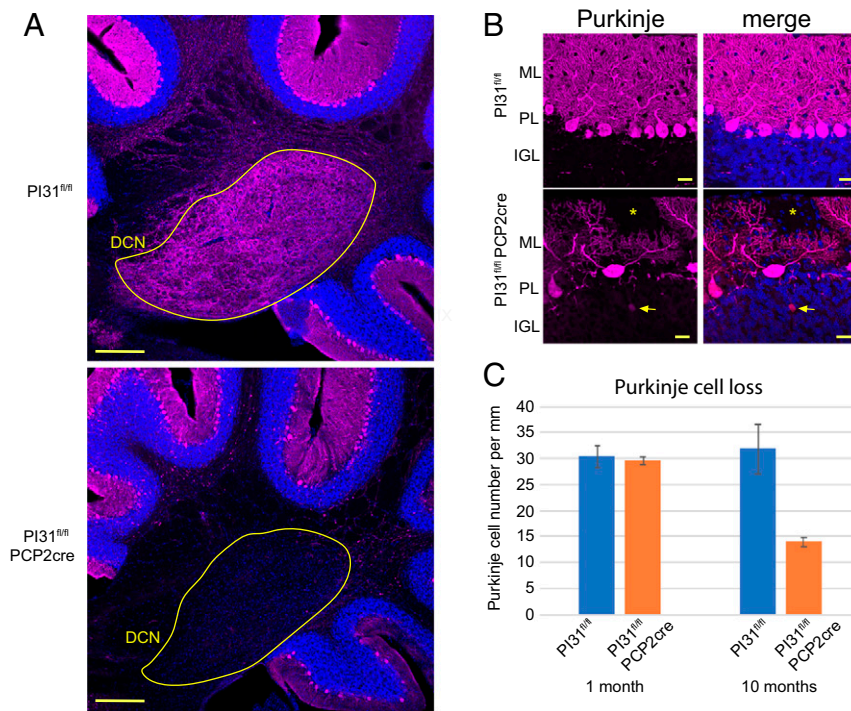 A
PI31fl/fl
DCN
PI31fl/fl
PCP2cre
DCN
B
Purkinje
merge
PI31fl/fl
ML
PL
IGL
PI31fl/fl PCP2cre
*
*
ML
PL
IGL
C
Purkinje cell loss
Purkinje cell number per mm
40
35
30
25
20
15
10
5
0
PI31fl/fl
PI31fl/fl
PCP2cre
PI31fl/fl
PI31fl/fl
PCP2cre
1 month
10 months